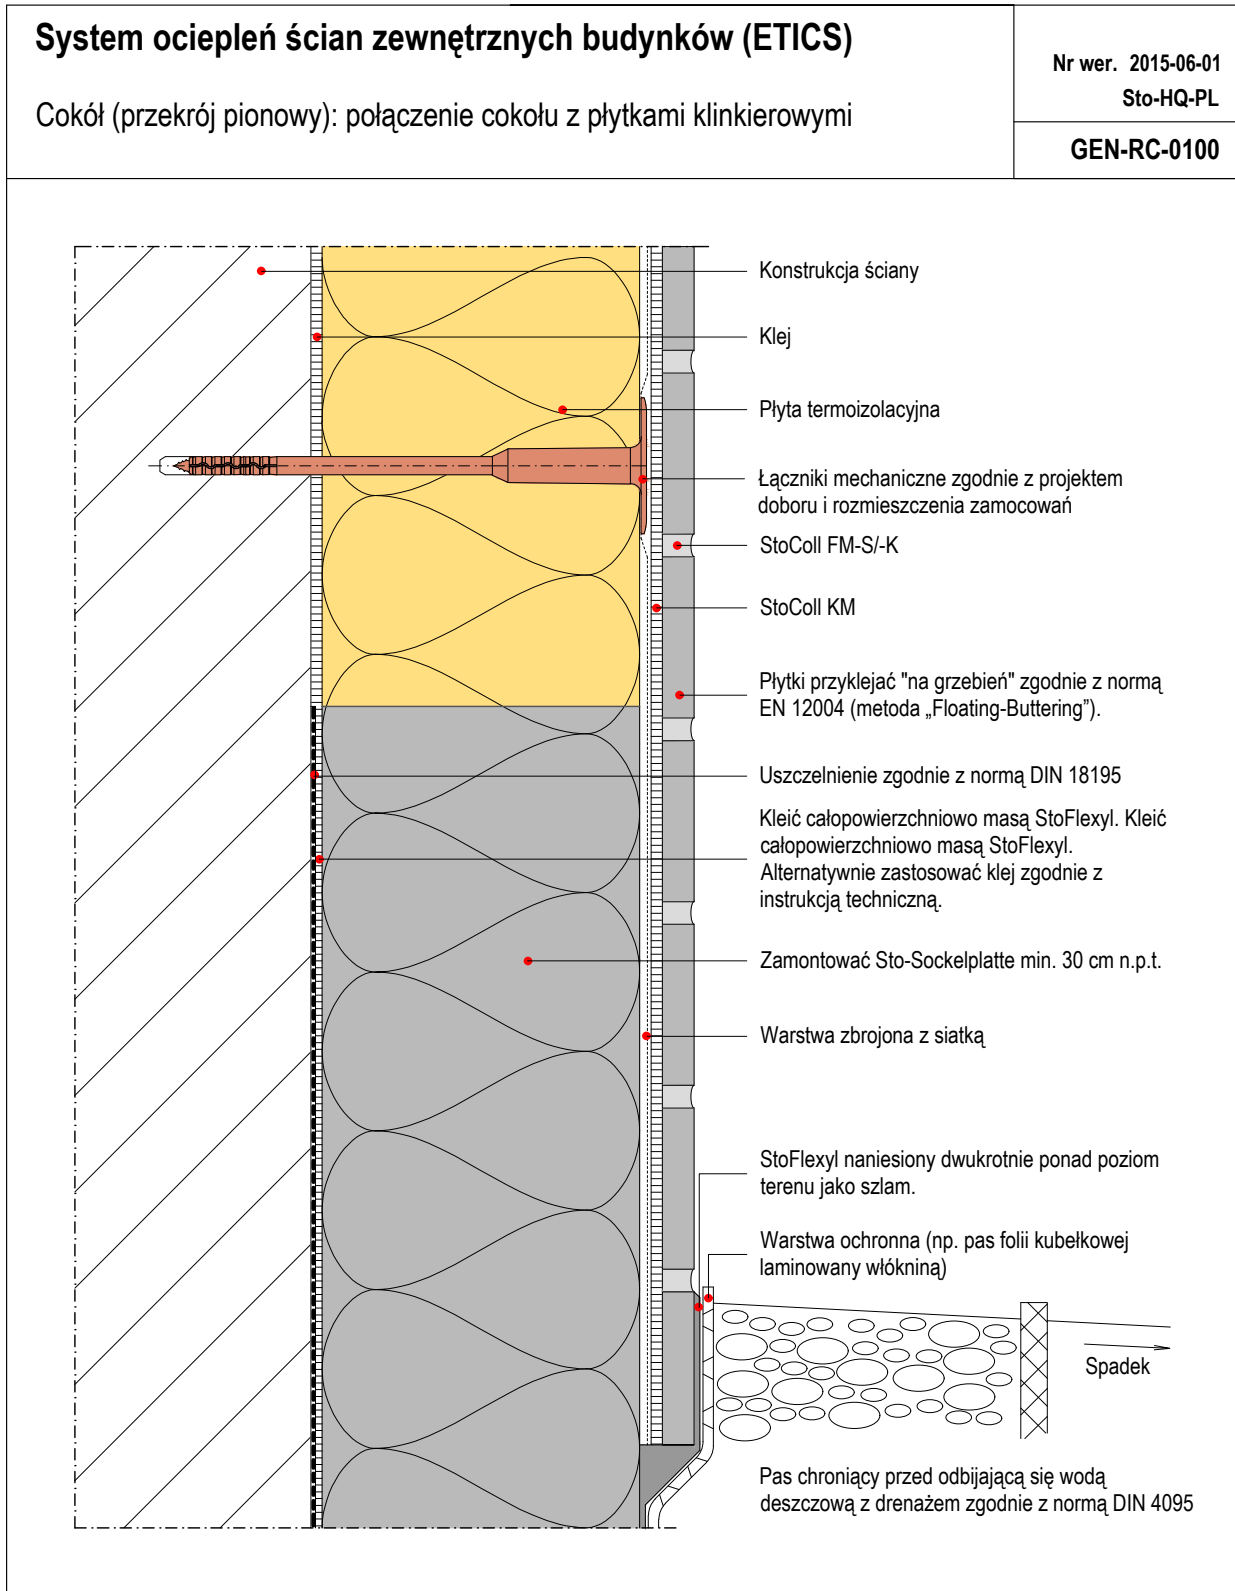 System ociepleń ścian zewnętrznych budynków (ETICS)
Cokół (przekrój pionowy): połączenie cokołu z płytkami klinkierowymi
Nr wer. 2015-06-01
Sto-HQ-PL
GEN-RC-0100
Konstrukcja ściany
Klej
Płyta termoizolacyjna
Łączniki mechaniczne zgodnie z projektem
doboru i rozmieszczenia zamocowań
StoColl FM-S/-K
StoColl KM
Płytki przyklejać "na grzebień" zgodnie z normą
EN 12004 (metoda „Floating-Buttering”).
Uszczelnienie zgodnie z normą DIN 18195
Kleić całopowierzchniowo masą StoFlexyl. Kleić
całopowierzchniowo masą StoFlexyl.
Alternatywnie zastosować klej zgodnie z
instrukcją techniczną.
Zamontować Sto-Sockelplatte min. 30 cm n.p.t.
Warstwa zbrojona z siatką
StoFlexyl naniesiony dwukrotnie ponad poziom
terenu jako szlam.
Warstwa ochronna (np. pas folii kubełkowej
laminowany włókniną)
Spadek
Pas chroniący przed odbijającą się wodą
deszczową z drenażem zgodnie z normą DIN 4095